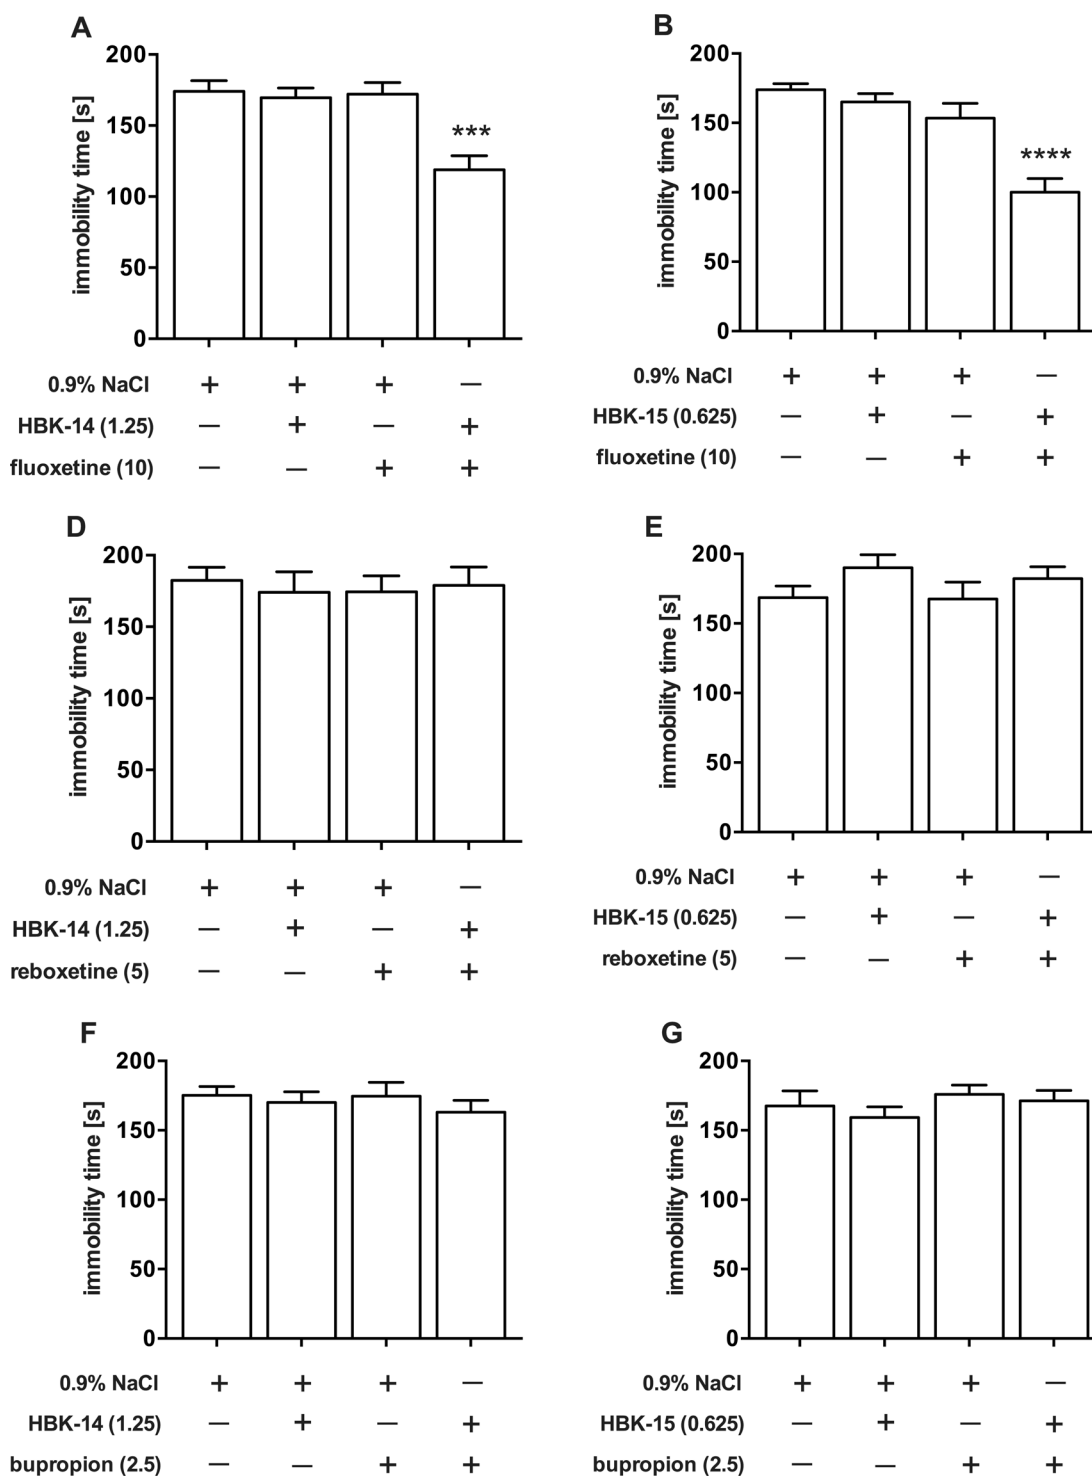 A
immobility time [s]
200
150
100
50
0
***
0.9% NaCl + + + —
HBK-14 (1.25) — + — +
fluoxetine (10) — — + +
B
immobility time [s]
200
150
100
50
0
****
0.9% NaCl + + + —
HBK-15 (0.625) — + — +
fluoxetine (10) — — + +
D
immobility time [s]
200
150
100
50
0
0.9% NaCl + + + —
HBK-14 (1.25) — + — +
reboxetine (5) — — + +
E
immobility time [s]
200
150
100
50
0
0.9% NaCl + + + —
HBK-15 (0.625) — + — +
reboxetine (5) — — + +
F
immobility time [s]
200
150
100
50
0
0.9% NaCl + + + —
HBK-14 (1.25) — + — +
bupropion (2.5) — — + +
G
immobility time [s]
200
150
100
50
0
0.9% NaCl + + + —
HBK-15 (0.625) — + — +
bupropion (2.5) — — + +